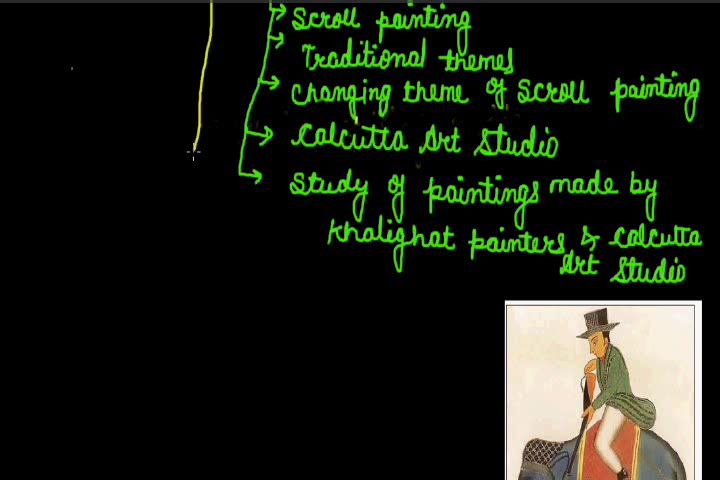 Scroll painting
Traditional themes
Changing theme of Scroll painting
Calcutta Art Studio
Study of paintings made by
Khalighat painters & Calcutta
Art Studio